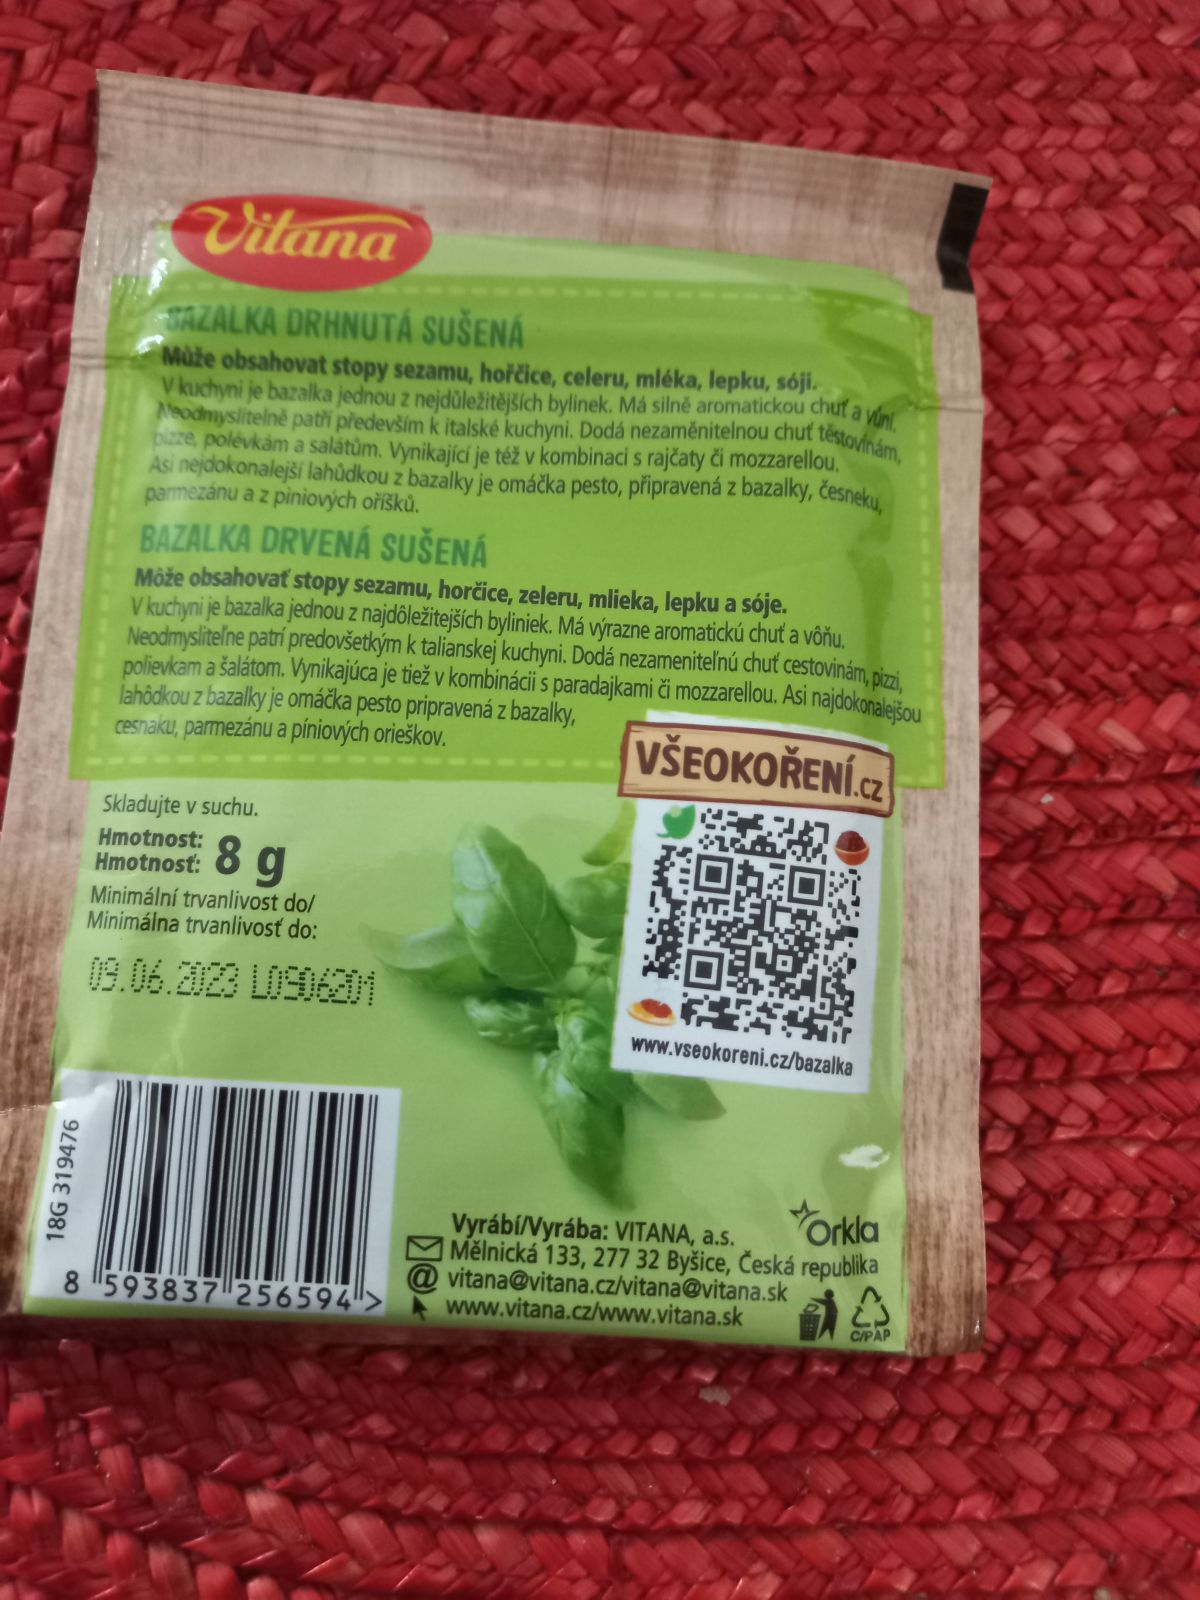 Vitana
BAZALKA DRHNUTÁ SUŠENÁ
Může obsahovat stopy sezamu, hořčice, celeru, mléka, lepku, sóji.
V kuchyni je bazalka jednou z nejdůležitějších bylinek. Má silně aromatickou chuť a vůni.
Neodmyslitelně patří především k italské kuchyni. Dodá nezaměnitelnou chuť těstovinám,
pizze, polévkám a salátům. Vynikající je též v kombinaci s rajčaty či mozzarellou.
Asi nejdokonalejší lahůdkou z bazalky je omáčka pesto, připravená z bazalky, česneku,
parmezánu a z piniových oříšků.
BAZALKA DRVENÁ SUŠENÁ
Môže obsahovať stopy sezamu, horčice, zeleru, mlieka, lepku a sóje.
V kuchyni je bazalka jednou z najdôležitejších byliniek. Má výrazne aromatickú chuť a vôňu.
Neodmysliteľne patrí predovšetkým k talianskej kuchyni. Dodá nezameniteľnú chuť cestovinám, pizzi,
polievkam a šalátom. Vynikajúca je tiež v kombinácii s paradajkami či mozzarellou. Asi najdokonalejšou
lahôdkou z bazalky je omáčka pesto pripravená z bazalky,
cesnaku, parmezánu a píniových orieškov.
VŠEOKOŘENÍ.cz
Skladujte v suchu.
Hmotnost:
Hmotnosť: 8 g
Minimální trvanlivost do/
Minimálna trvanlivosť do:
09.06.2023 L0906201
www.vseokoreni.cz/bazalka
18G 319476
8 593837 256594 >
Orkla
Vyrábí/Vyrába: VITANA, a.s.
Mělnická 133, 277 32 Byšice, Česká republika
@ vitana@vitana.cz/vitana@vitana.sk
www.vitana.cz/www.vitana.sk
C/PAP